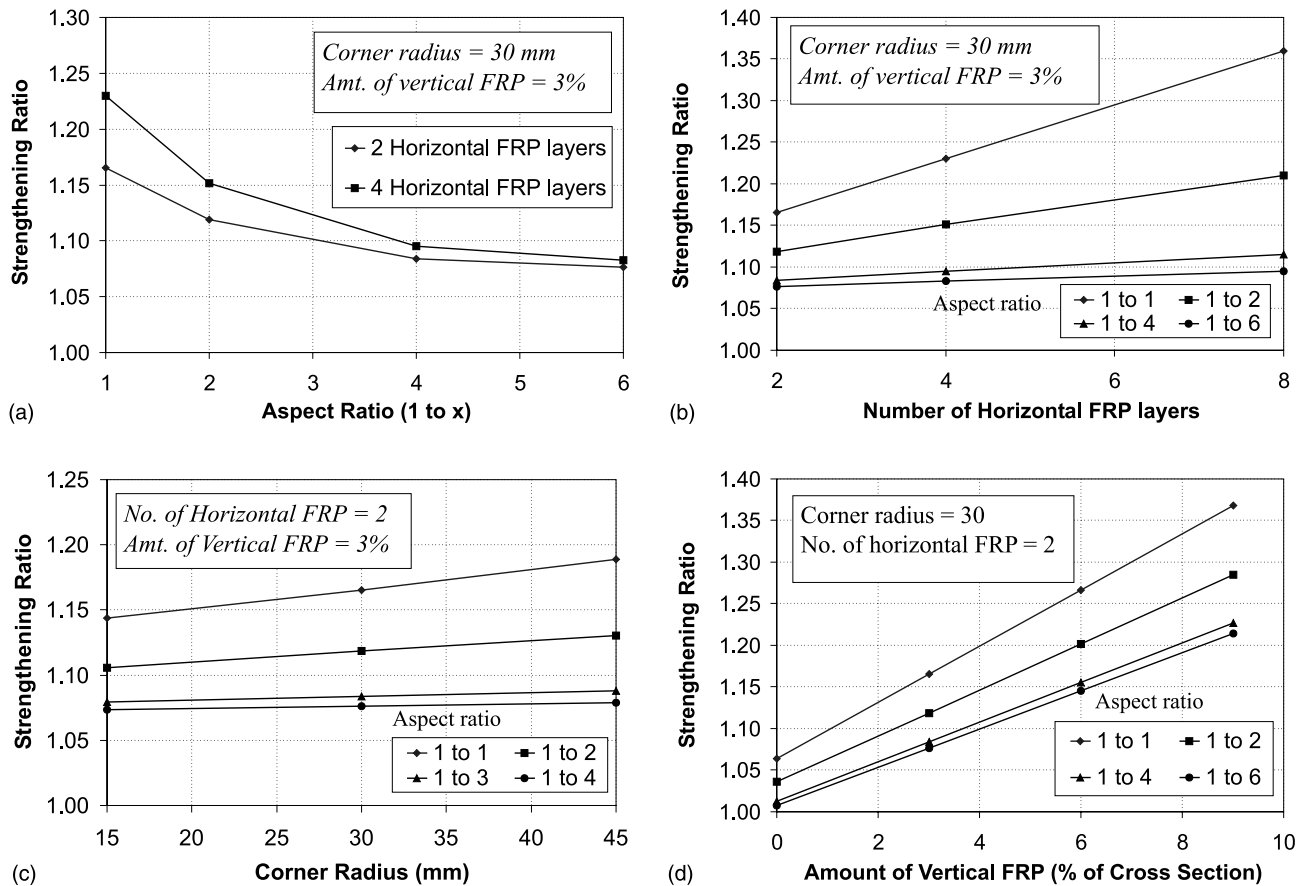 1.30
1.25
1.20
1.15
1.10
1.05
1.00
Strengthening Ratio
Corner radius = 30 mm
Amt. of vertical FRP = 3%
2 Horizontal FRP layers
4 Horizontal FRP layers
1 2 3 4 5 6
(a)
Aspect Ratio (1 to x)
1.40
1.35
1.30
1.25
1.20
1.15
1.10
1.05
1.00
Strengthening Ratio
Corner radius = 30 mm
Amt. of vertical FRP = 3%
Aspect ratio
1 to 1 1 to 2
1 to 4 1 to 6
2 4 6 8
(b)
Number of Horizontal FRP layers
1.25
1.20
1.15
1.10
1.05
1.00
Strengthening Ratio
No. of Horizontal FRP = 2
Amt. of Vertical FRP = 3%
Aspect ratio
1 to 1 1 to 2
1 to 3 1 to 4
15 20 25 30 35 40 45
(c)
Corner Radius (mm)
1.40
1.35
1.30
1.25
1.20
1.15
1.10
1.05
1.00
Strengthening Ratio
Corner radius = 30
No. of horizontal FRP = 2
Aspect ratio
1 to 1 1 to 2
1 to 4 1 to 6
0 2 4 6 8 10
(d)
Amount of Vertical FRP (% of Cross Section)